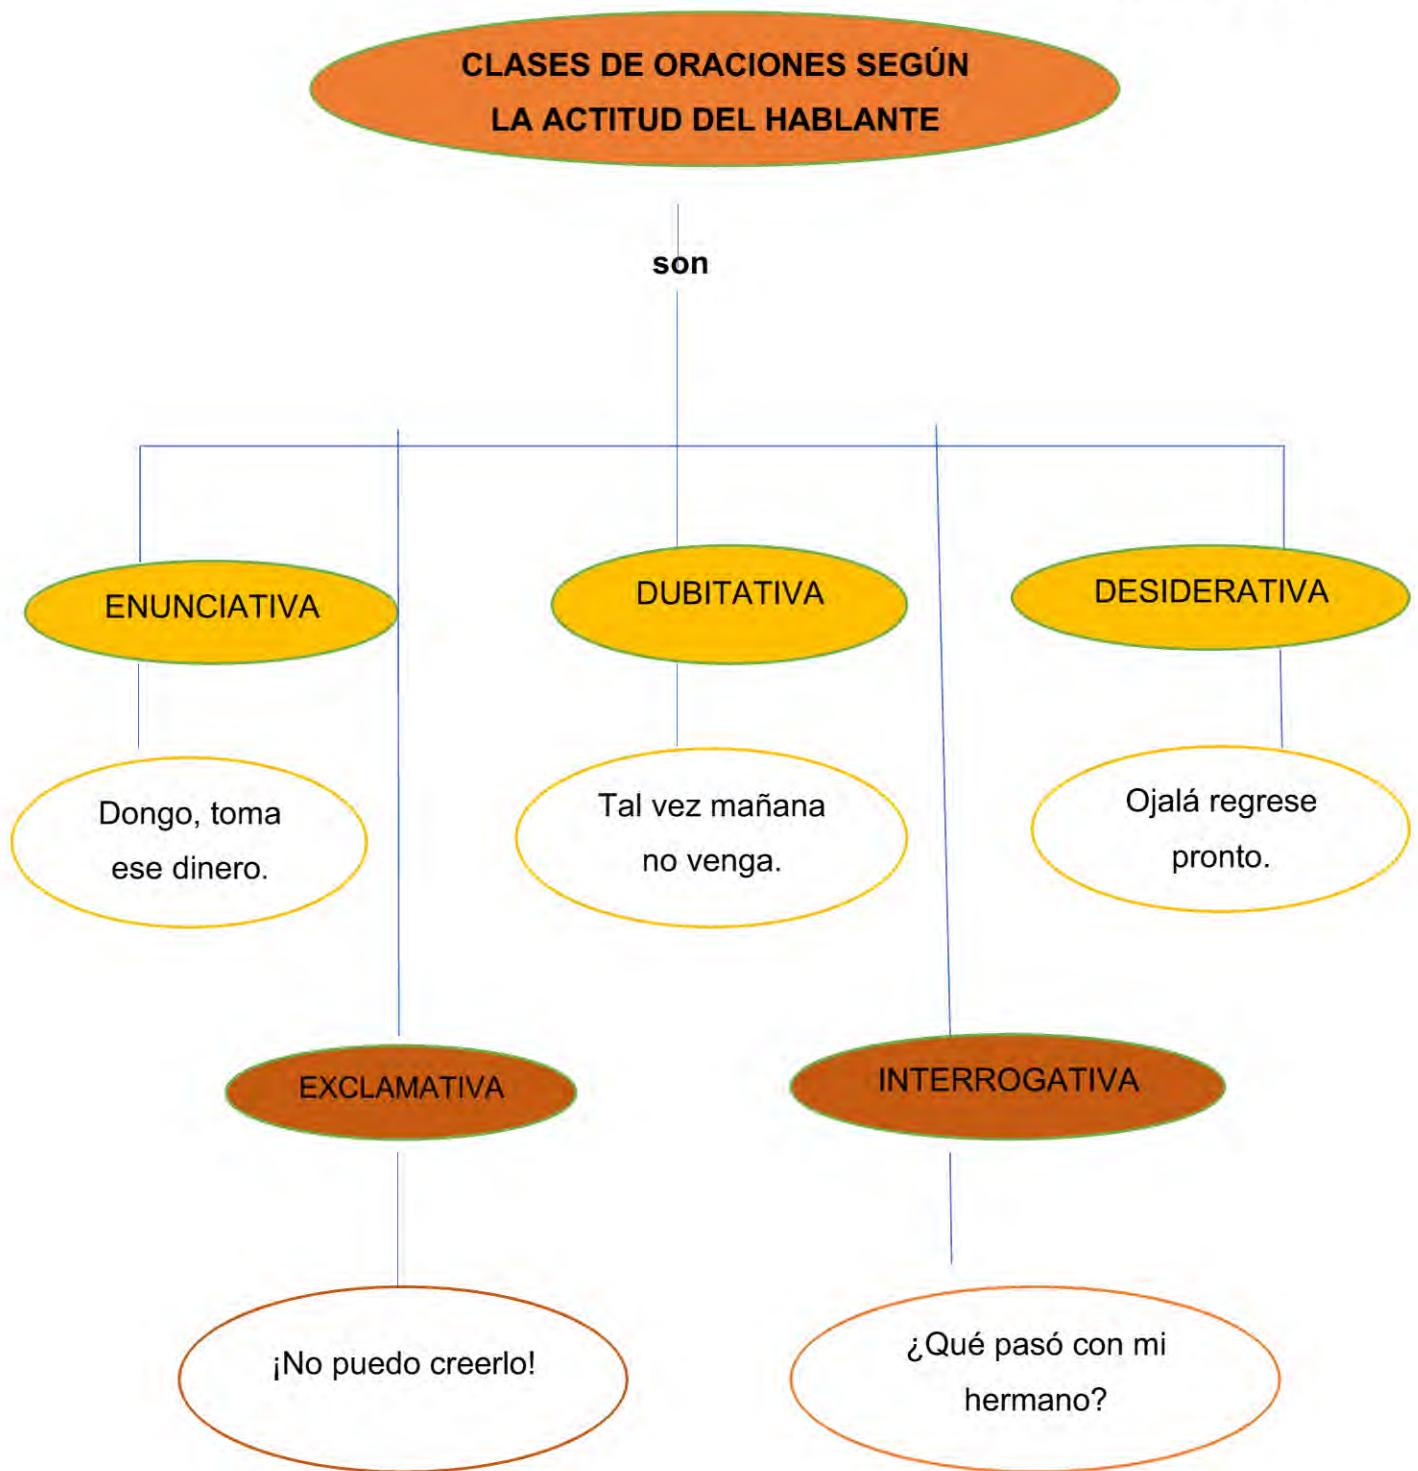 CLASES DE ORACIONES SEGÚN
LA ACTITUD DEL HABLANTE
son
ENUNCIATIVA
DUBITATIVA
DESIDERATIVA
Dongo, toma
ese dinero.
Tal vez mañana
no venga.
Ojalá regrese
pronto.
EXCLAMATIVA
INTERROGATIVA
¡No puedo creerlo!
¿Qué pasó con mi
hermano?